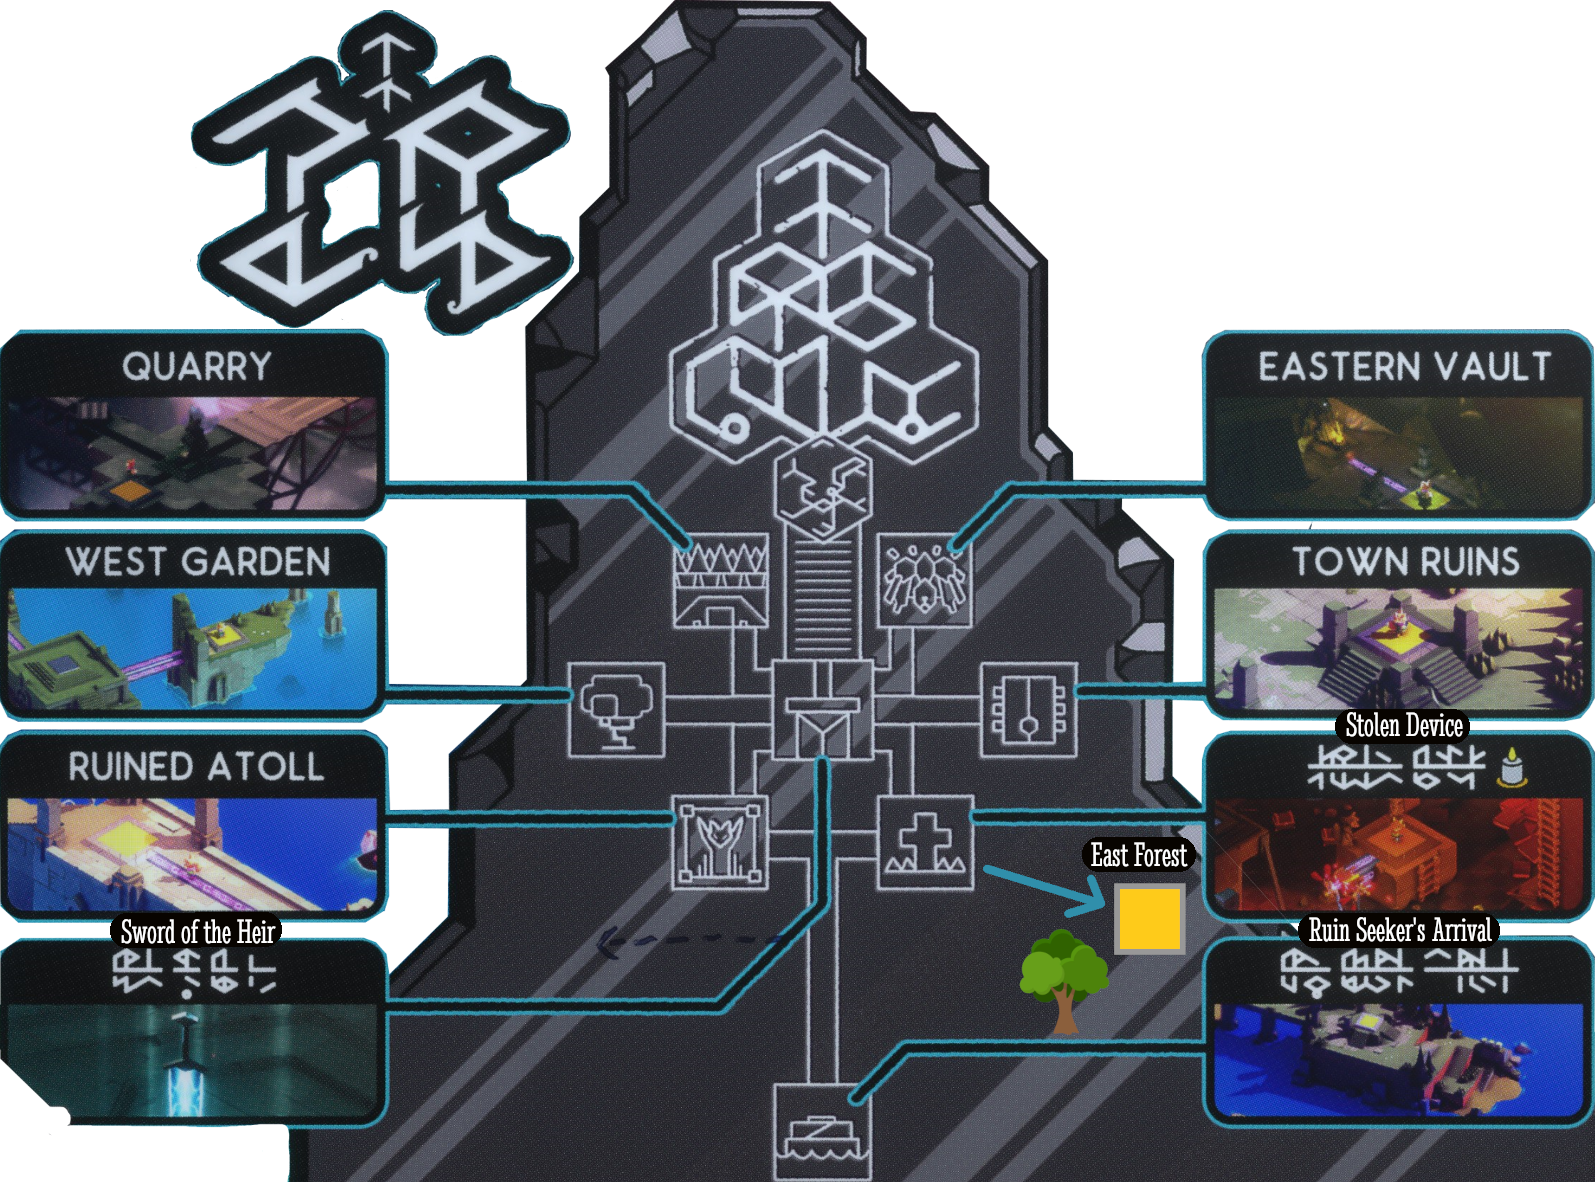 QUARRY
WEST GARDEN
RUINED ATOLL
Sword of the Heir
EASTERN VAULT
TOWN RUINS
Stolen Device
East Forest
Ruin Seeker's Arrival